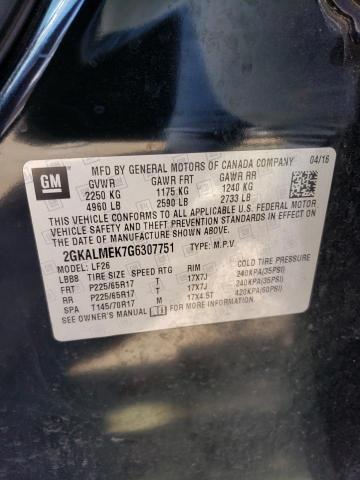 GM
MFD BY GENERAL MOTORS OF CANADA COMPANY 04/16
GVWR GAWR FRT GAWR RR
2250 KG 1175 KG 1240 KG
4960 LB 2590 LB 2733 LB
THIS VEHICLE CONFORMS TO ALL APPLICABLE U.S.
FEDERAL MOTOR VEHICLE SAFETY, BUMPER, AND
THEFT PREVENTION STANDARDS IN EFFECT ON THE
DATE OF MANUFACTURE SHOWN ABOVE.
2GKALMEK7G6307751 TYPE: M.P.V.
MODEL: LF26
LBB8 TIRE SIZE SPEED RTG RIM COLD TIRE PRESSURE
FRT P225/65R17 T 17X7J 240KPA(35PSI)
RR P225/65R17 T 17X7J 240KPA(35PSI)
SPA T145/70R17 M 17X4.5T 420KPA(60PSI)
SEE OWNER'S MANUAL FOR MORE INFORMATION.